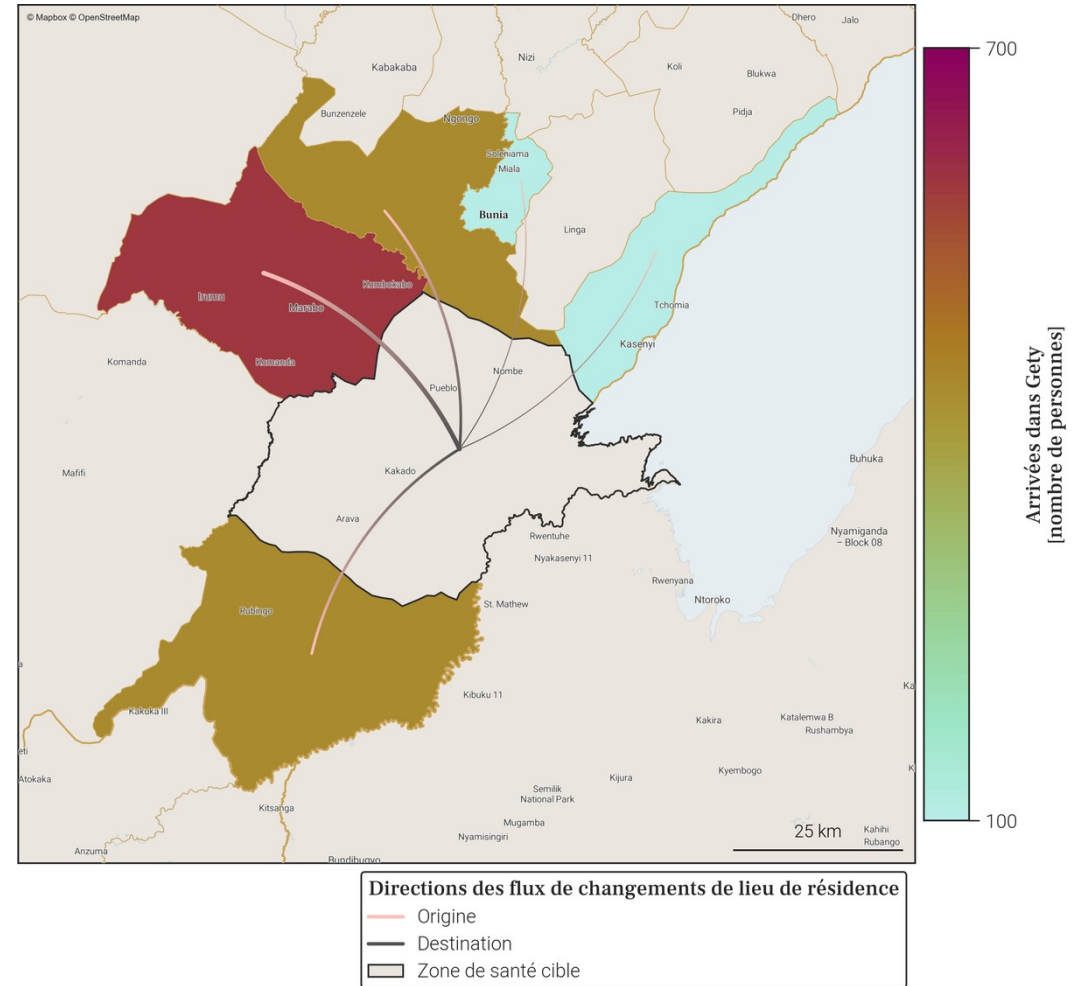 © Mapbox © OpenStreetMap
Dhero
Jalo
Nizi
Kabakaba
Koli
Blukwa
Bunzenzele
Ngongo
Pidja
Soleniama
Miala
Bunia
Linga
Irumu
Kombokabo
Marabo
Tchomia
Kasenyi
Komanda
Komanda
Nombe
Pueblo
Mafifi
Kakado
Buhuka
Arava
Rwentuhe
Nyamiganda
– Block 08
Nyakasenyi 11
Rwenyana
Ntoroko
St. Mathew
Rubingo
Kibuku 11
Ka
Kakuka III
Kakira
Katalemwa B
Rushambya
eti
Atokaka
Kijura
Kyembogo
K
Semilik
National Park
Kitsanga
Mugamba
Nyamisingiri
25 km
Kahihi
Rubango
Anzuma
Bundibugyo
700
100
Arrivées dans Gety
[nombre de personnes]
Directions des flux de changements de lieu de résidence
Origine
Destination
Zone de santé cible